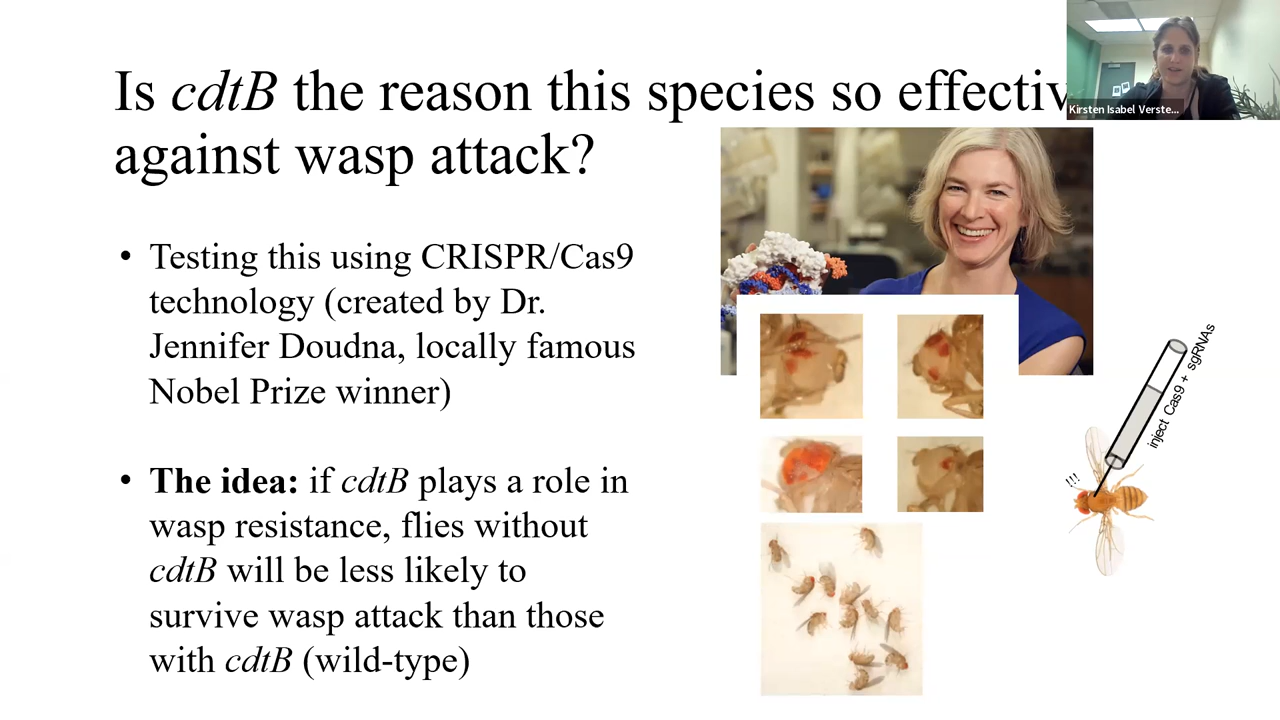 Is cdtB the reason this species so effectiv
against wasp attack?
Kirsten Isabel Verste...
• Testing this using CRISPR/Cas9
technology (created by Dr.
Jennifer Doudna, locally famous
Nobel Prize winner)
• The idea: if cdtB plays a role in
wasp resistance, flies without
cdtB will be less likely to
survive wasp attack than those
with cdtB (wild-type)
inject Cas9 + sgRNAs
!!!